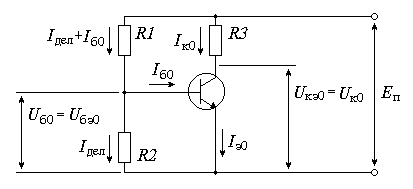 Iдел+Iб0
R1
Iк0
R3
Iб0
Uкэ0 = Uк0
Eп
Uб0 = Uбэ0
Iдел
R2
Iэ0